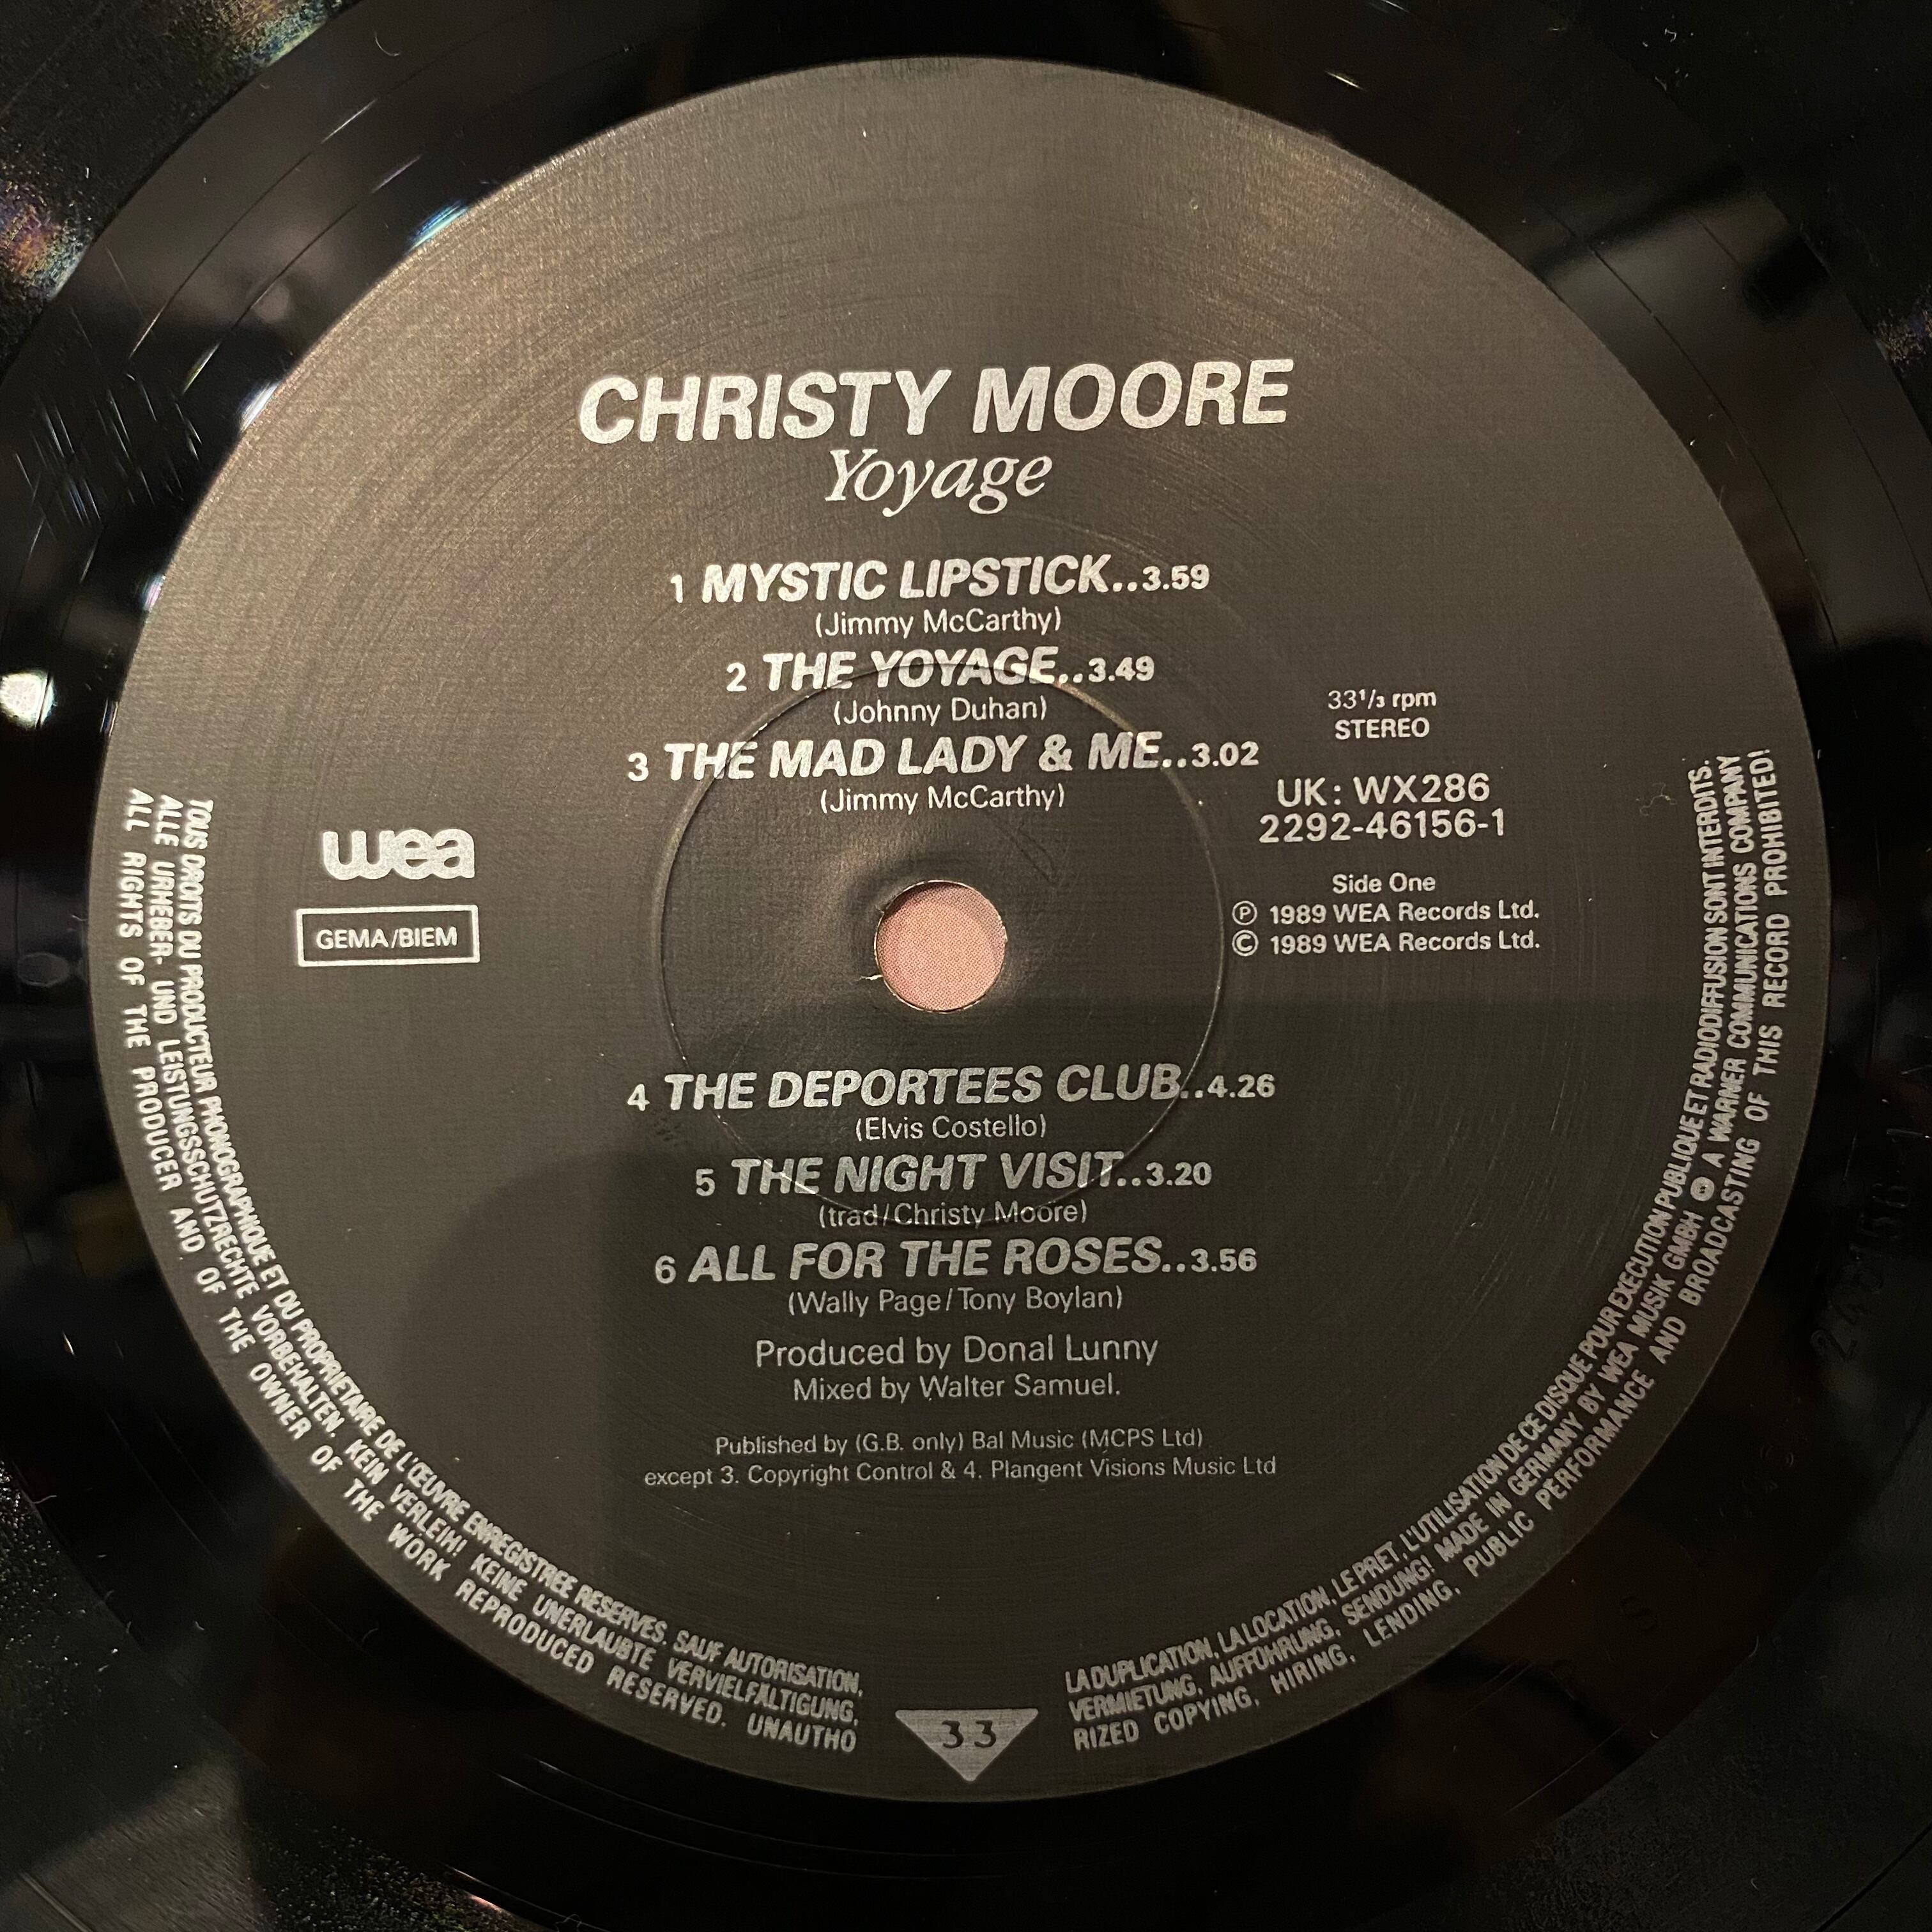 CHRISTY MOORE
Yoyage
1 MYSTIC LIPSTICK..3.59
(Jimmy McCarthy)
2 THE YOYAGE..3.49
(Johnny Duhan)
3 THE MAD LADY & ME..3.02
(Jimmy McCarthy)
33 1/3 rpm
STEREO
UK: WX286
2292-46156-1
Side One
Ⓟ 1989 WEA Records Ltd.
© 1989 WEA Records Ltd.
wea
GEMA/BIEM
4 THE DEPORTEES CLUB..4.26
(Elvis Costello)
5 THE NIGHT VISIT..3.20
(trad/Christy Moore)
6 ALL FOR THE ROSES..3.56
(Wally Page/Tony Boylan)
Produced by Donal Lunny
Mixed by Walter Samuel.
Published by (G.B. only) Bal Music (MCPS Ltd)
except 3. Copyright Control & 4. Plangent Visions Music Ltd
TOUS DROITS DU PRODUCTEUR PHONOGRAPHIQUE ET DU PROPRIETAIRE DE L'ŒUVRE ENREGISTREE RESERVES. SAUF AUTORISATION, LA DUPLICATION, LA LOCATION, LE PRET, L'UTILISATION DE CE DISQUE POUR EXECUTION PUBLIQUE ET RADIODIFFUSION SONT INTERDITS.
ALLE URHEBER- UND LEISTUNGSSCHUTZRECHTE VORBEHALTEN. KEIN VERLEIH! KEINE UNERLAUBTE VERVIELFÄLTIGUNG, VERMIETUNG, AUFFÜHRUNG, SENDUNG! MADE IN GERMANY BY WEA MUSIK GMBH A WARNER COMMUNICATIONS COMPANY
ALL RIGHTS OF THE PRODUCER AND OF THE OWNER OF THE WORK REPRODUCED RESERVED. UNAUTHORIZED COPYING, HIRING, LENDING, PUBLIC PERFORMANCE AND BROADCASTING OF THIS RECORD PROHIBITED!
33